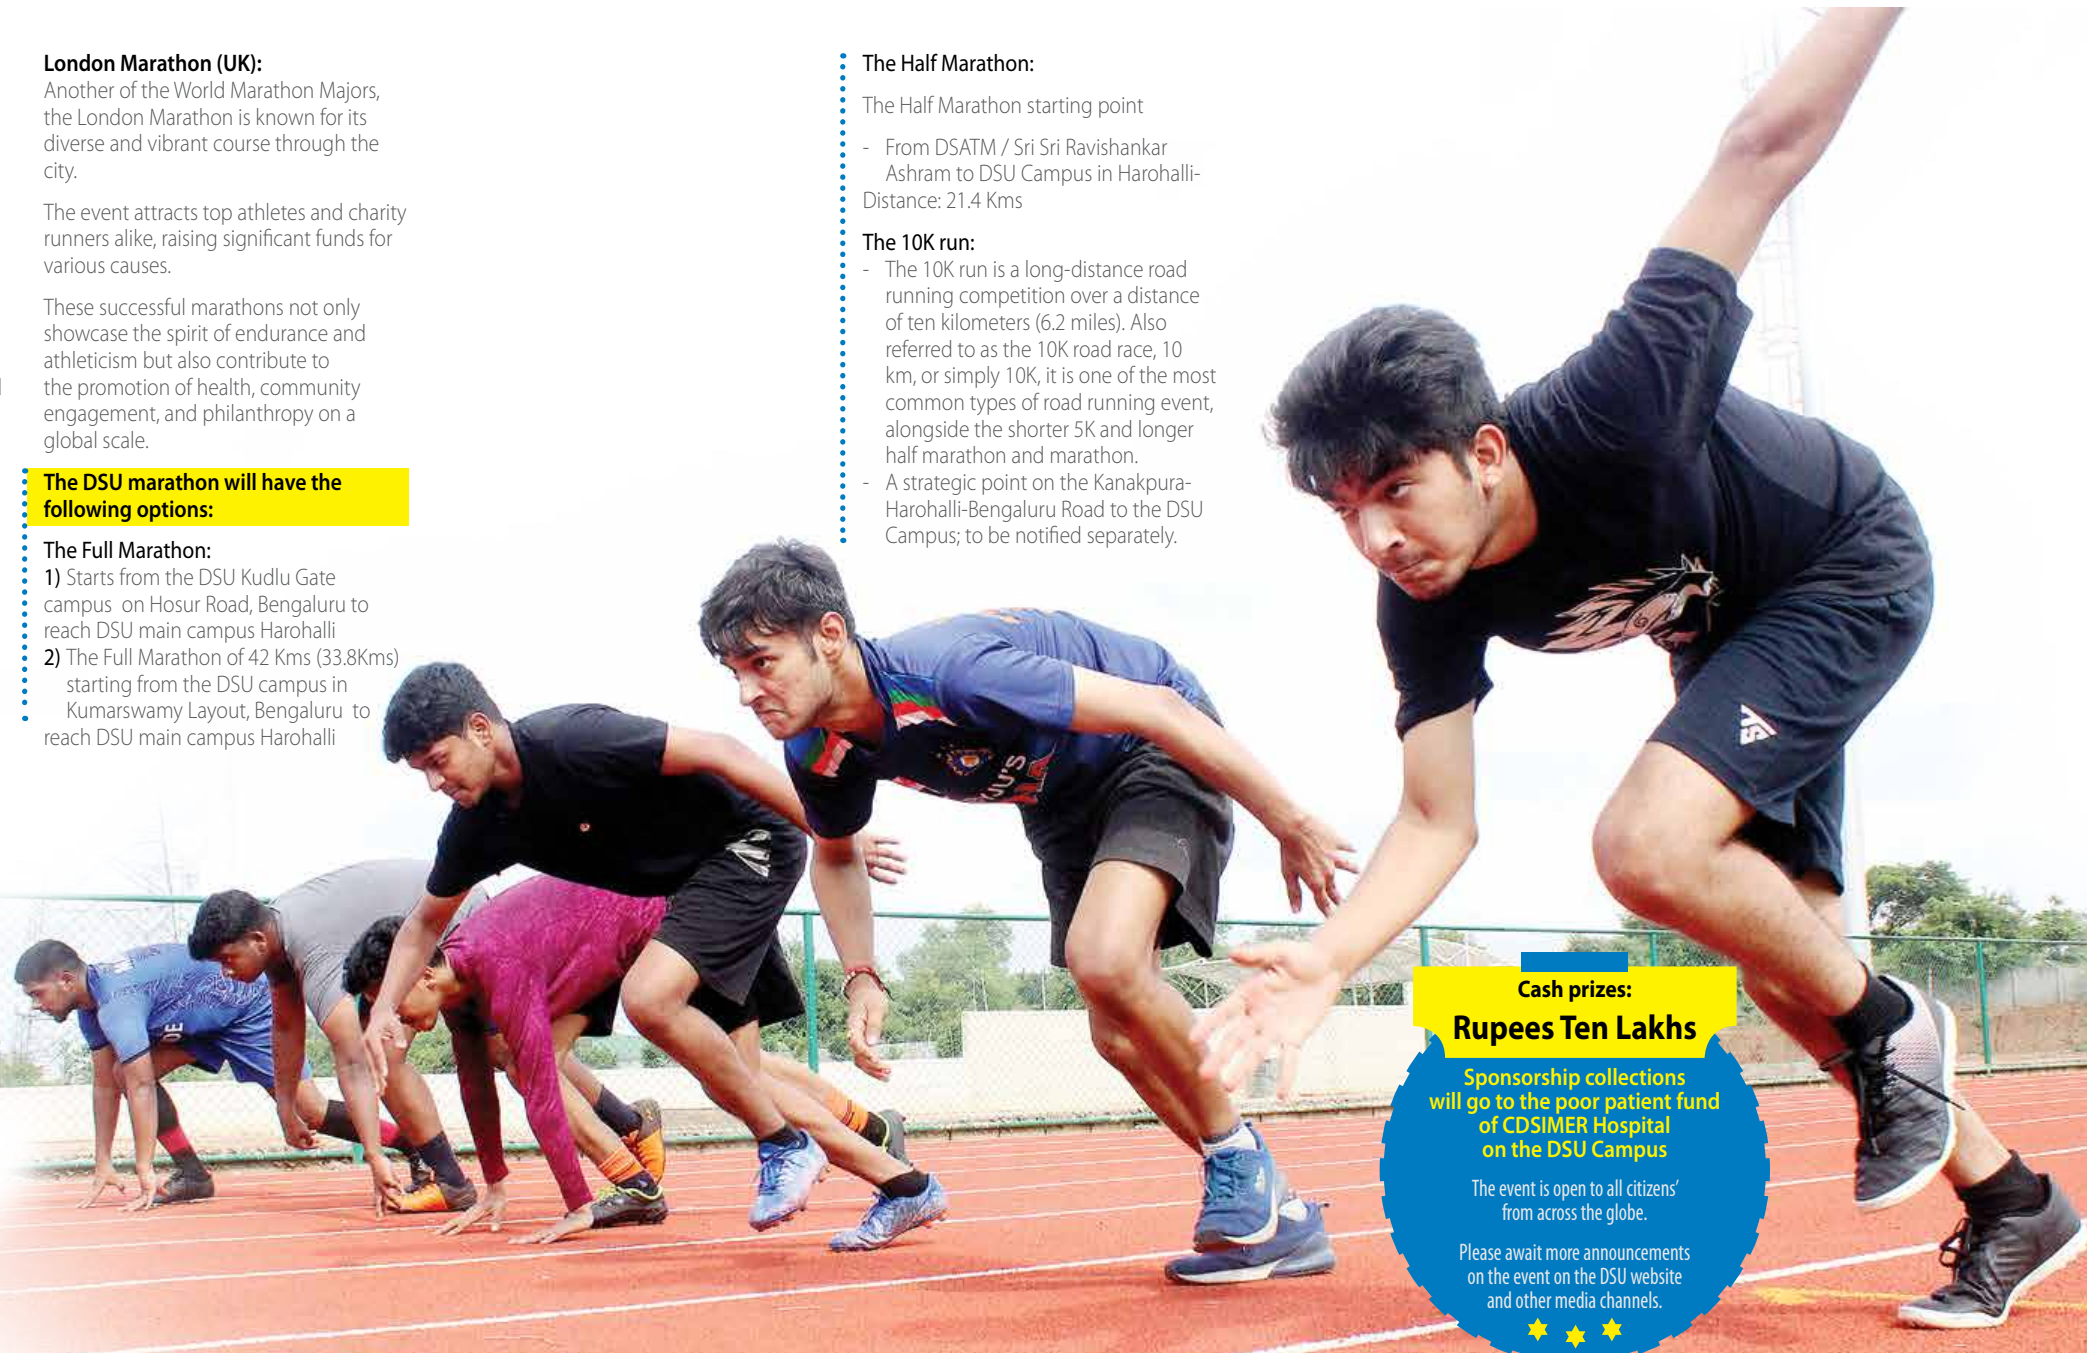 London Marathon (UK):
Another of the World Marathon Majors,
the London Marathon is known for its
diverse and vibrant course through the
city.
The event attracts top athletes and charity
runners alike, raising significant funds for
various causes.
These successful marathons not only
showcase the spirit of endurance and
athleticism but also contribute to
the promotion of health, community
engagement, and philanthropy on a
global scale.
The DSU marathon will have the
following options:
The Full Marathon:
1) Starts from the DSU Kudlu Gate
campus on Hosur Road, Bengaluru to
reach DSU main campus Harohalli
2) The Full Marathon of 42 Kms (33.8Kms)
starting from the DSU campus in
Kumarswamy Layout, Bengaluru to
reach DSU main campus Harohalli
The Half Marathon:
The Half Marathon starting point
- From DSATM / Sri Sri Ravishankar
Ashram to DSU Campus in Harohalli-
Distance: 21.4 Kms
The 10K run:
- The 10K run is a long-distance road
running competition over a distance
of ten kilometers (6.2 miles). Also
referred to as the 10K road race, 10
km, or simply 10K, it is one of the most
common types of road running event,
alongside the shorter 5K and longer
half marathon and marathon.
- A strategic point on the Kanakpura-
Harohalli-Bengaluru Road to the DSU
Campus; to be notified separately.
Cash prizes:
Rupees Ten Lakhs
Sponsorship collections
will go to the poor patient fund
of CDSIMER Hospital
on the DSU Campus
The event is open to all citizens’
from across the globe.
Please await more announcements
on the event on the DSU website
and other media channels.